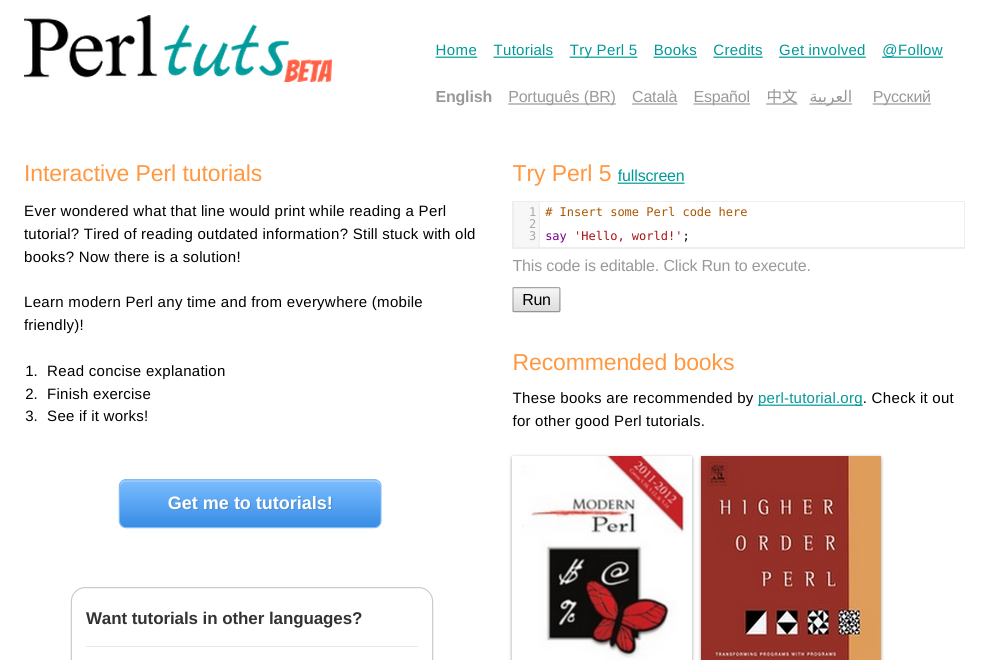 Perl tuts BETA
Home Tutorials Try Perl 5 Books Credits Get involved @Follow
English Português (BR) Català Español 中文 العربية Русский
Interactive Perl tutorials
Ever wondered what that line would print while reading a Perl
tutorial? Tired of reading outdated information? Still stuck with old
books? Now there is a solution!
Learn modern Perl any time and from everywhere (mobile
friendly)!
1. Read concise explanation
2. Finish exercise
3. See if it works!
Get me to tutorials!
Want tutorials in other languages?
Try Perl 5 fullscreen
1 # Insert some Perl code here
2
3 say 'Hello, world!';
This code is editable. Click Run to execute.
Run
Recommended books
These books are recommended by perl-tutorial.org. Check it out
for other good Perl tutorials.
2011-2012
MODERN
Perl
$ @
%
HIGHER
ORDER
PERL
TRANSFORMING PROGRAMS WITH PROGRAMS